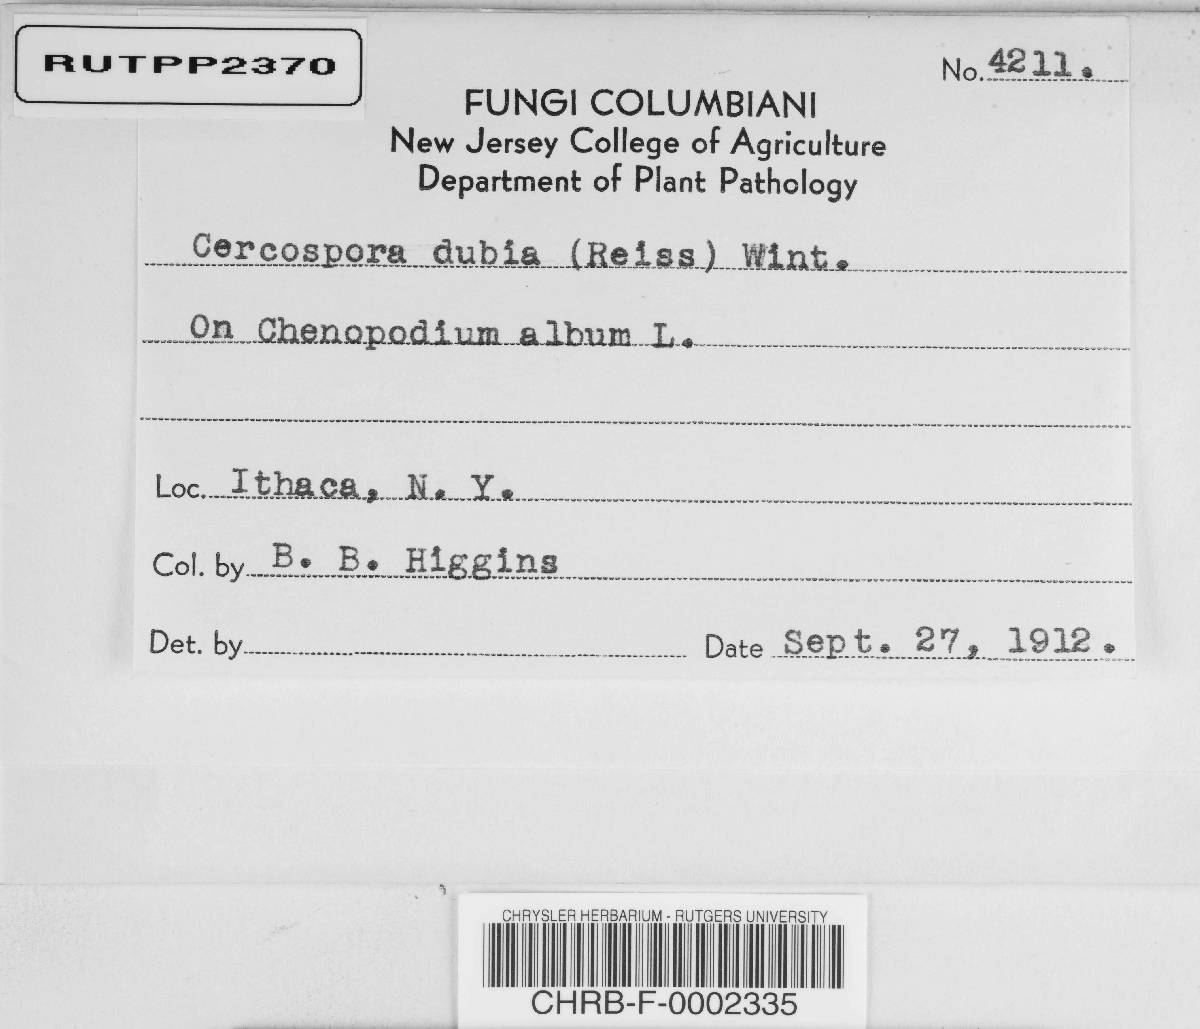 RUTPP2370
No. 4211.
FUNGI COLUMBIANI
New Jersey College of Agriculture
Department of Plant Pathology
Cercospora dubia (Reiss) Wint.
On Chenopodium album L.
Loc. Ithaca, N. Y.
Col. by B. B. Higgins
Det. by
Date Sept. 27, 1912.
CHRYSLER HERBARIUM - RUTGERS UNIVERSITY
CHRB-F-0002335